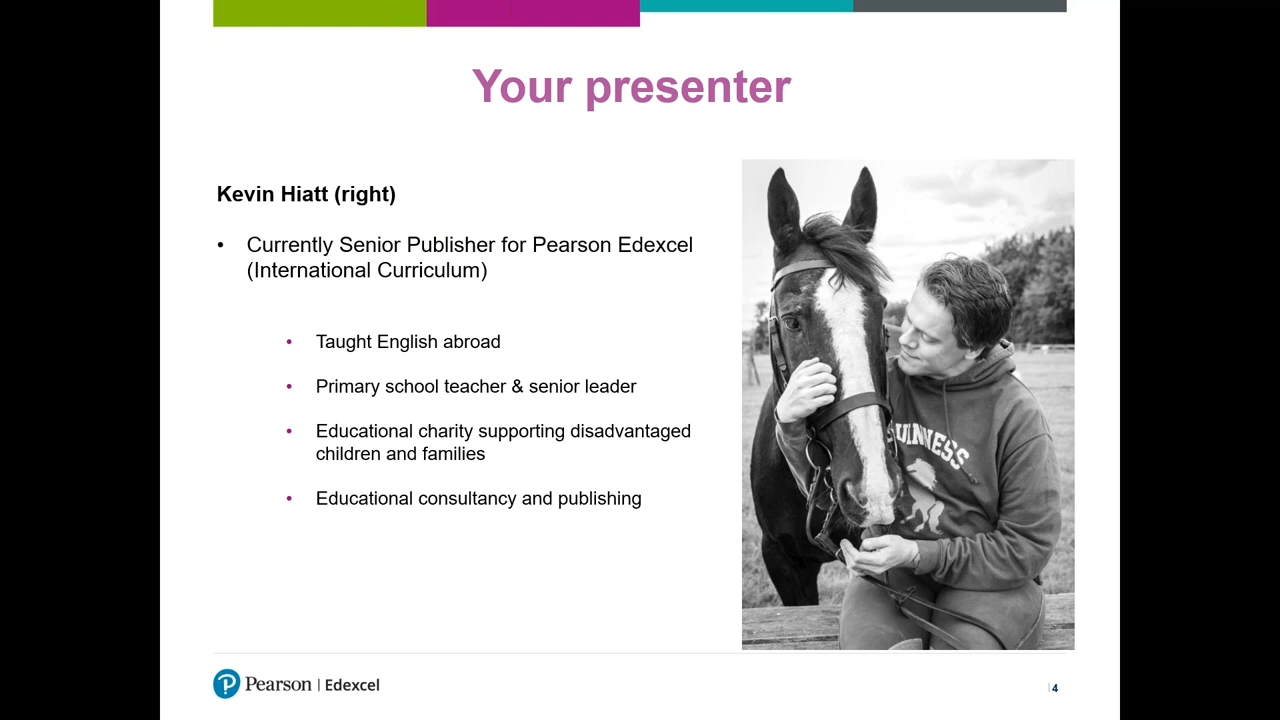 Your presenter
Kevin Hiatt (right)
• Currently Senior Publisher for Pearson Edexcel
(International Curriculum)
• Taught English abroad
• Primary school teacher & senior leader
• Educational charity supporting disadvantaged
children and families
• Educational consultancy and publishing
GUINNESS
Pearson | Edexcel
4